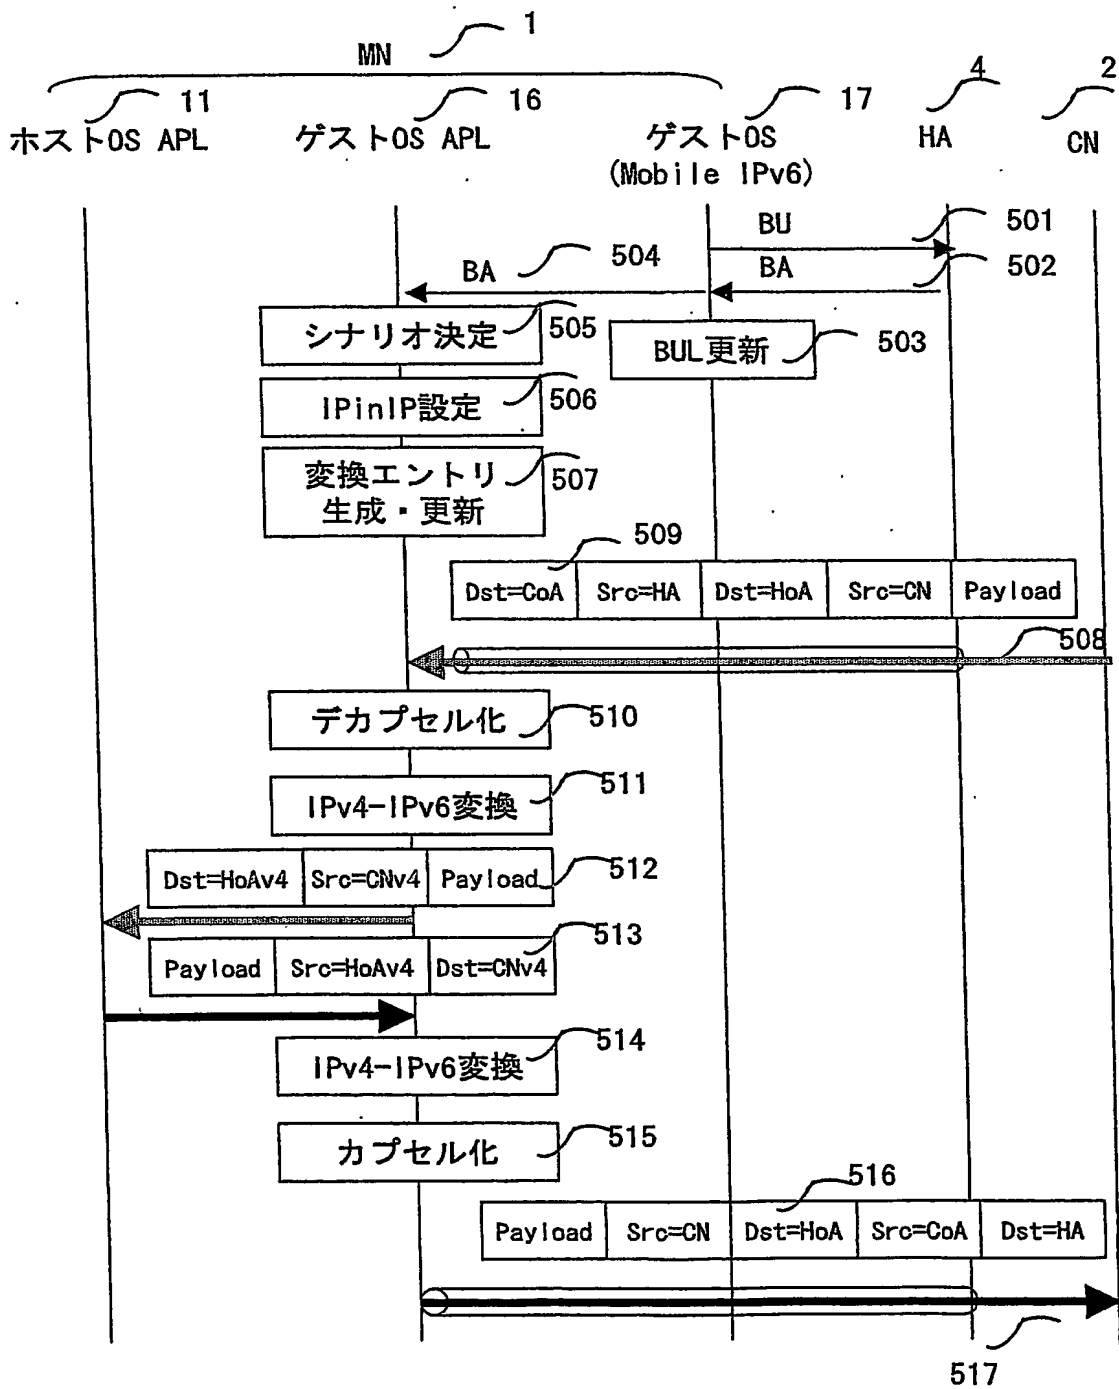 1
MN
11
16
17
4
2
ホストOS APL
ゲストOS APL
ゲストOS
(Mobile IPv6)
HA
CN
BU
501
BA
504
BA
502
シナリオ決定
505
BUL更新
503
IPinIP設定
506
変換エントリ
生成・更新
507
509
Dst=CoA
Src=HA
Dst=HoA
Src=CN
Payload
508
デカプセル化
510
IPv4-IPv6変換
511
Dst=HoAv4
Src=CNv4
Payload
512
513
Payload
Src=HoAv4
Dst=CNv4
IPv4-IPv6変換
514
カプセル化
515
516
Payload
Src=CN
Dst=HoA
Src=CoA
Dst=HA
517